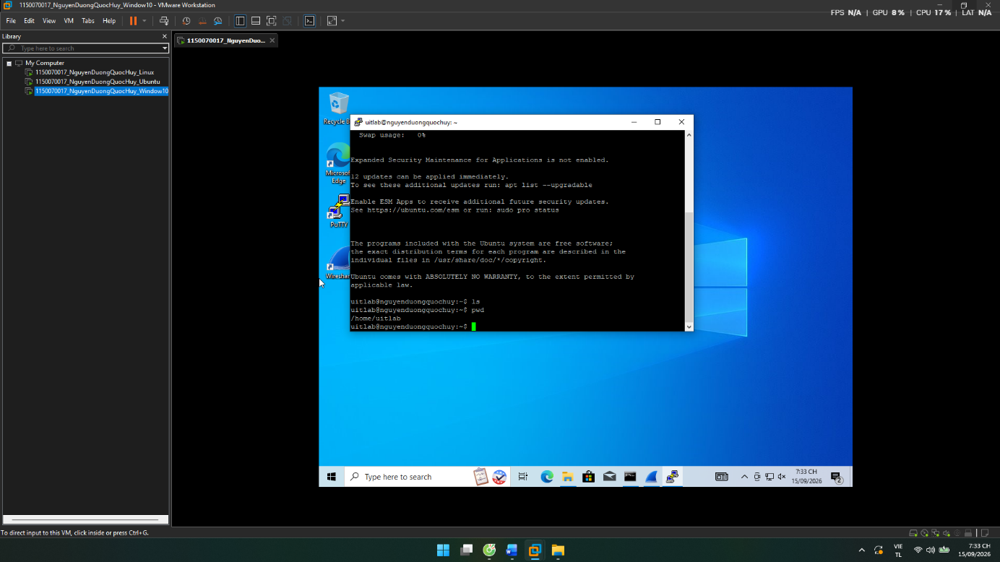 1150070017_NguyenDuongQuocHuy_Window10 - VMware Workstation
File Edit View VM Tabs Help
FPS N/A | GPU 8 % | CPU 17 % | LAT N/A
Library
1150070017_NguyenDuo...
Type here to search
My Computer
1150070017_NguyenDuongQuocHuy_Linux
1150070017_NguyenDuongQuocHuy_Ubuntu
1150070017_NguyenDuongQuocHuy_Window10
Recycle B
Microsof
Edge
PuTTY
Wireshar
uitlab@nguyenduongquochuy: ~
Swap usage: 0%
Expanded Security Maintenance for Applications is not enabled.
12 updates can be applied immediately.
To see these additional updates run: apt list --upgradable
Enable ESM Apps to receive additional future security updates.
See https://ubuntu.com/esm or run: sudo pro status
The programs included with the Ubuntu system are free software;
the exact distribution terms for each program are described in the
individual files in /usr/share/doc/*/copyright.
Ubuntu comes with ABSOLUTELY NO WARRANTY, to the extent permitted by
applicable law.
uitlab@nguyenduongquochuy:~$ ls
uitlab@nguyenduongquochuy:~$ pwd
/home/uitlab
uitlab@nguyenduongquochuy:~$
Type here to search
7:33 CH
15/09/2026
2
To direct input to this VM, click inside or press Ctrl+G.
VIE
TL
7:33 CH
15/09/2026